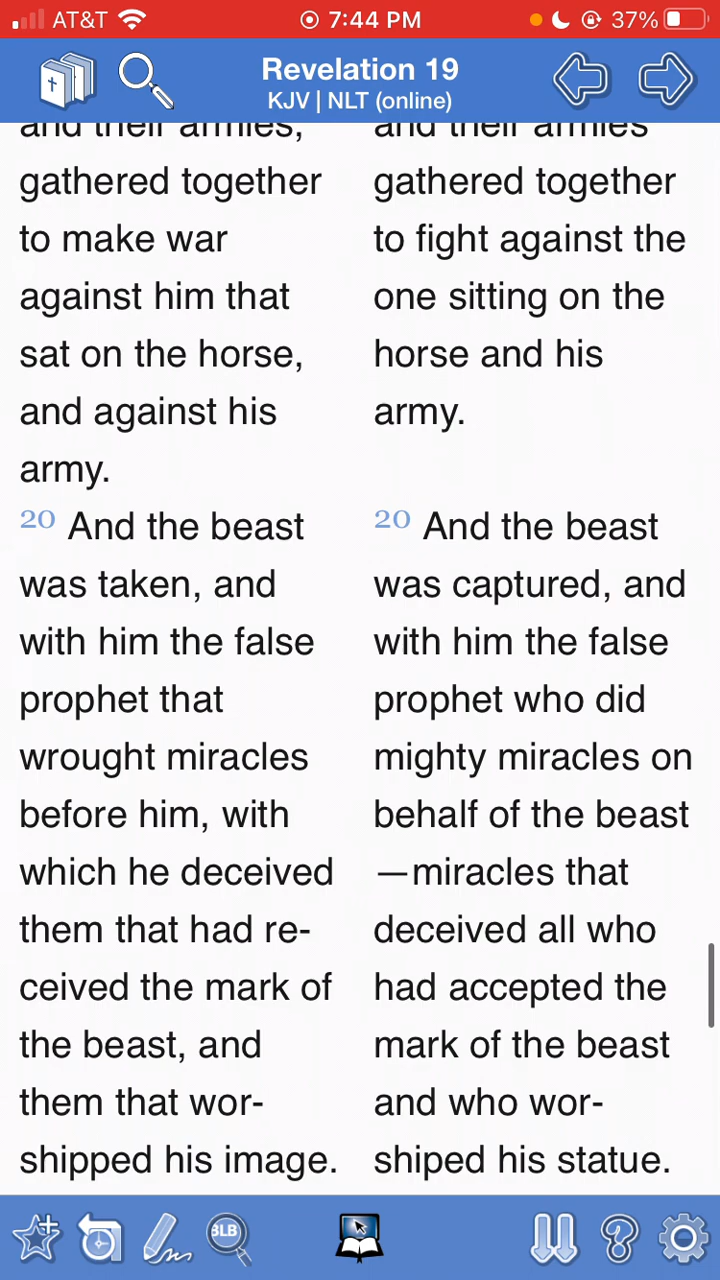 AT&T 7:44 PM 37%
Revelation 19
KJV | NLT (online)
and their armies,
gathered together
to make war
against him that
sat on the horse,
and against his
army.
20 And the beast
was taken, and
with him the false
prophet that
wrought miracles
before him, with
which he deceived
them that had re-
ceived the mark of
the beast, and
them that wor-
shipped his image.
and their armies
gathered together
to fight against the
one sitting on the
horse and his
army.
20 And the beast
was captured, and
with him the false
prophet who did
mighty miracles on
behalf of the beast
—miracles that
deceived all who
had accepted the
mark of the beast
and who wor-
shiped his statue.
BLB